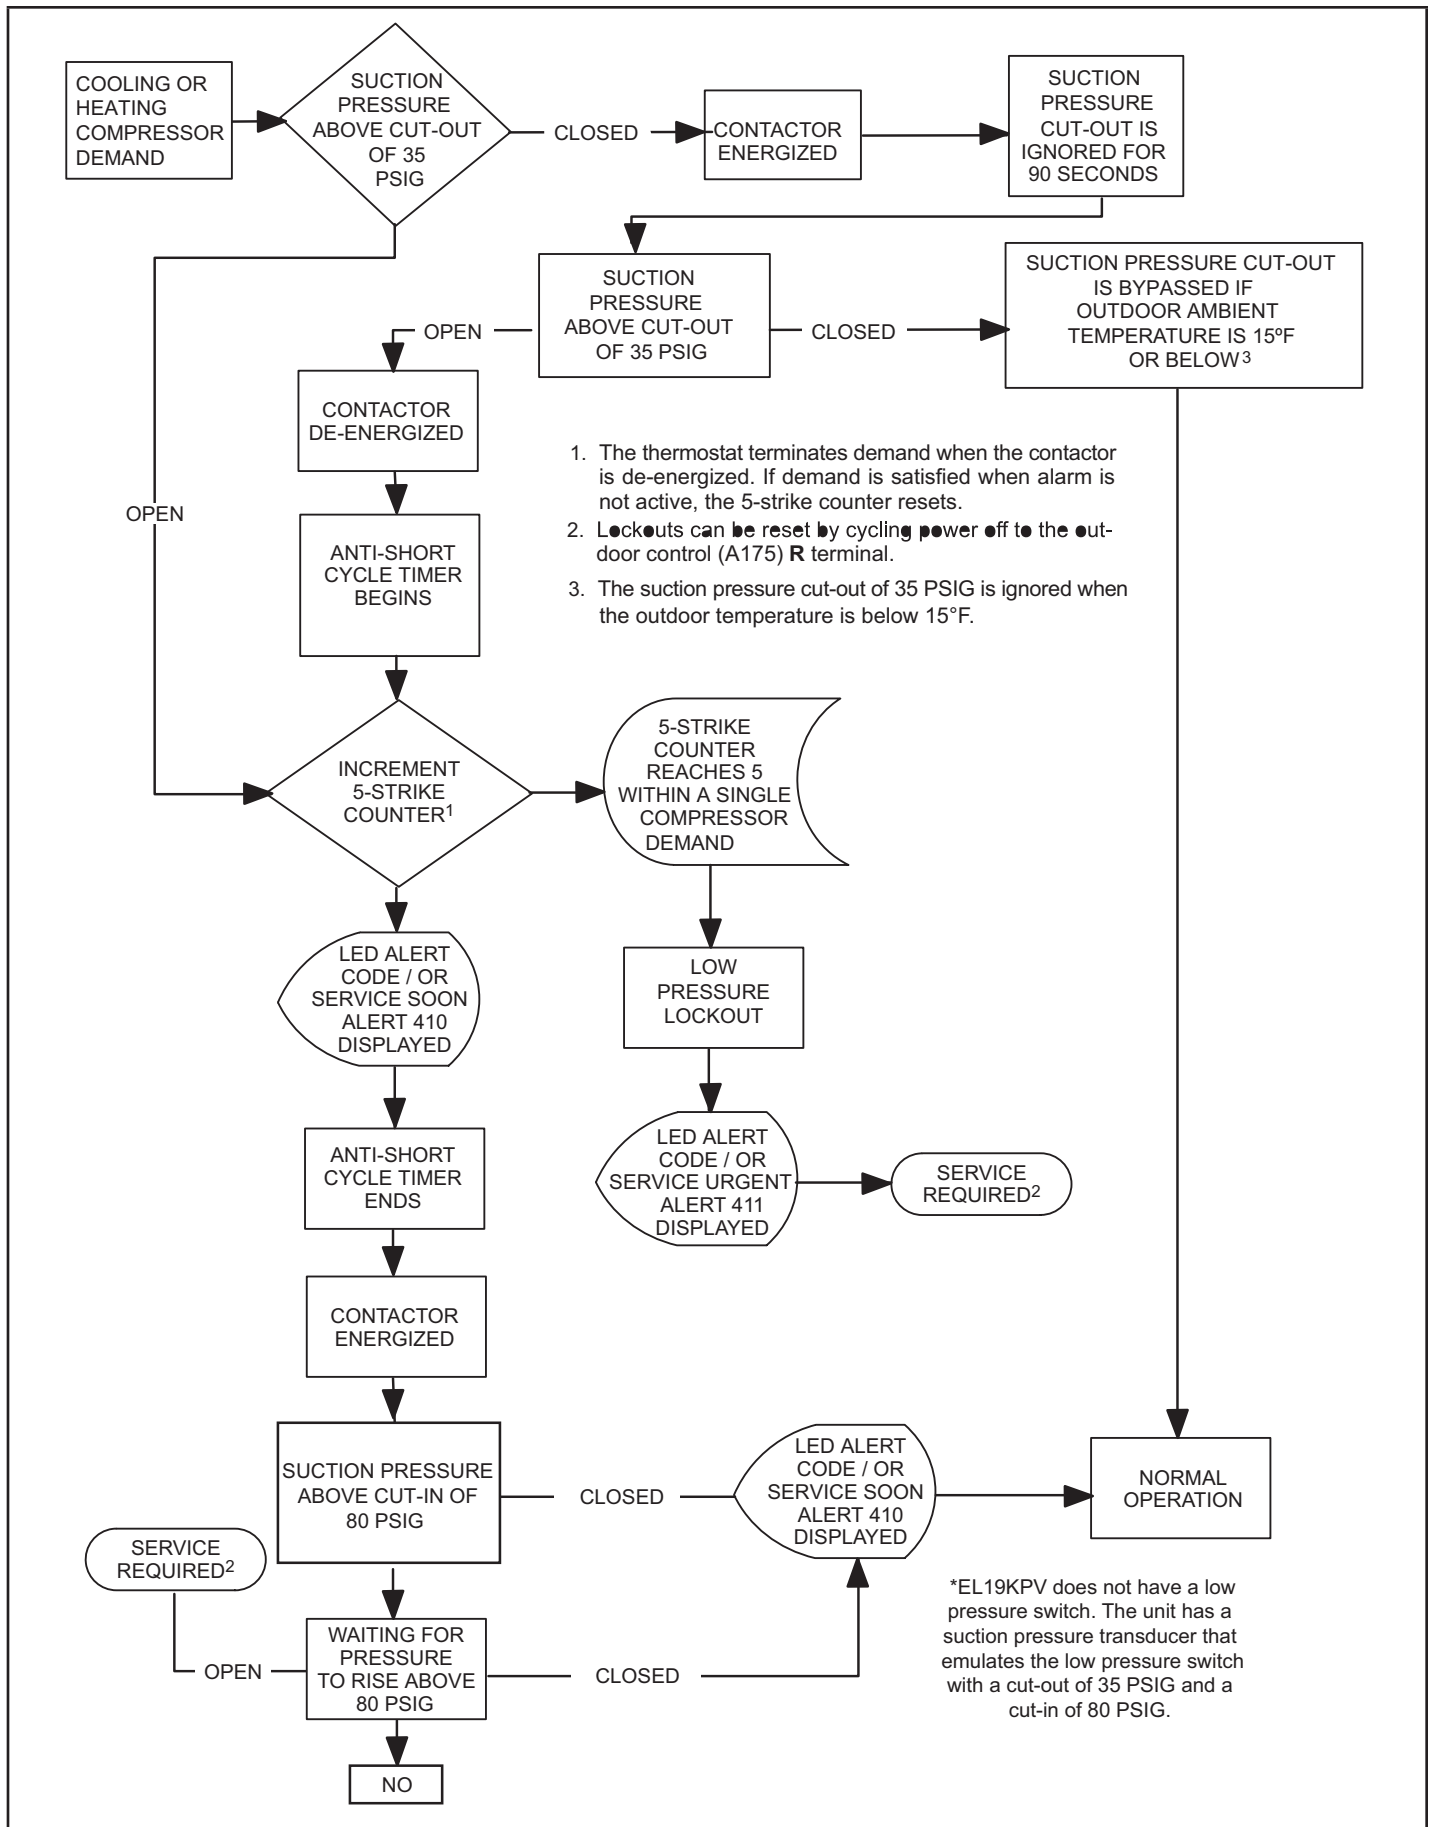 COOLING OR
HEATING
COMPRESSOR
DEMAND
SUCTION
PRESSURE
ABOVE CUT-OUT
OF 35
PSIG
CLOSED
CONTACTOR
ENERGIZED
SUCTION
PRESSURE
CUT-OUT IS
IGNORED FOR
90 SECONDS
SUCTION
PRESSURE
ABOVE CUT-OUT
OF 35 PSIG
OPEN
CLOSED
SUCTION PRESSURE CUT-OUT
IS BYPASSED IF
OUTDOOR AMBIENT
TEMPERATURE IS 15ºF
OR BELOW3
CONTACTOR
DE-ENERGIZED
1. The thermostat terminates demand when the contactor
is de-energized. If demand is satisfied when alarm is
not active, the 5-strike counter resets.
2. Lockouts can be reset by cycling power off to the out-
door control (A175) R terminal.
3. The suction pressure cut-out of 35 PSIG is ignored when
the outdoor temperature is below 15°F.
OPEN
ANTI-SHORT
CYCLE TIMER
BEGINS
INCREMENT
5-STRIKE
COUNTER1
5-STRIKE
COUNTER
REACHES 5
WITHIN A SINGLE
COMPRESSOR
DEMAND
LED ALERT
CODE / OR
SERVICE SOON
ALERT 410
DISPLAYED
LOW
PRESSURE
LOCKOUT
ANTI-SHORT
CYCLE TIMER
ENDS
LED ALERT
CODE / OR
SERVICE URGENT
ALERT 411
DISPLAYED
SERVICE
REQUIRED2
CONTACTOR
ENERGIZED
SUCTION PRESSURE
ABOVE CUT-IN OF
80 PSIG
CLOSED
LED ALERT
CODE / OR
SERVICE SOON
ALERT 410
DISPLAYED
NORMAL
OPERATION
SERVICE
REQUIRED2
OPEN
WAITING FOR
PRESSURE
TO RISE ABOVE
80 PSIG
CLOSED
*EL19KPV does not have a low
pressure switch. The unit has a
suction pressure transducer that
emulates the low pressure switch
with a cut-out of 35 PSIG and a
cut-in of 80 PSIG.
NO